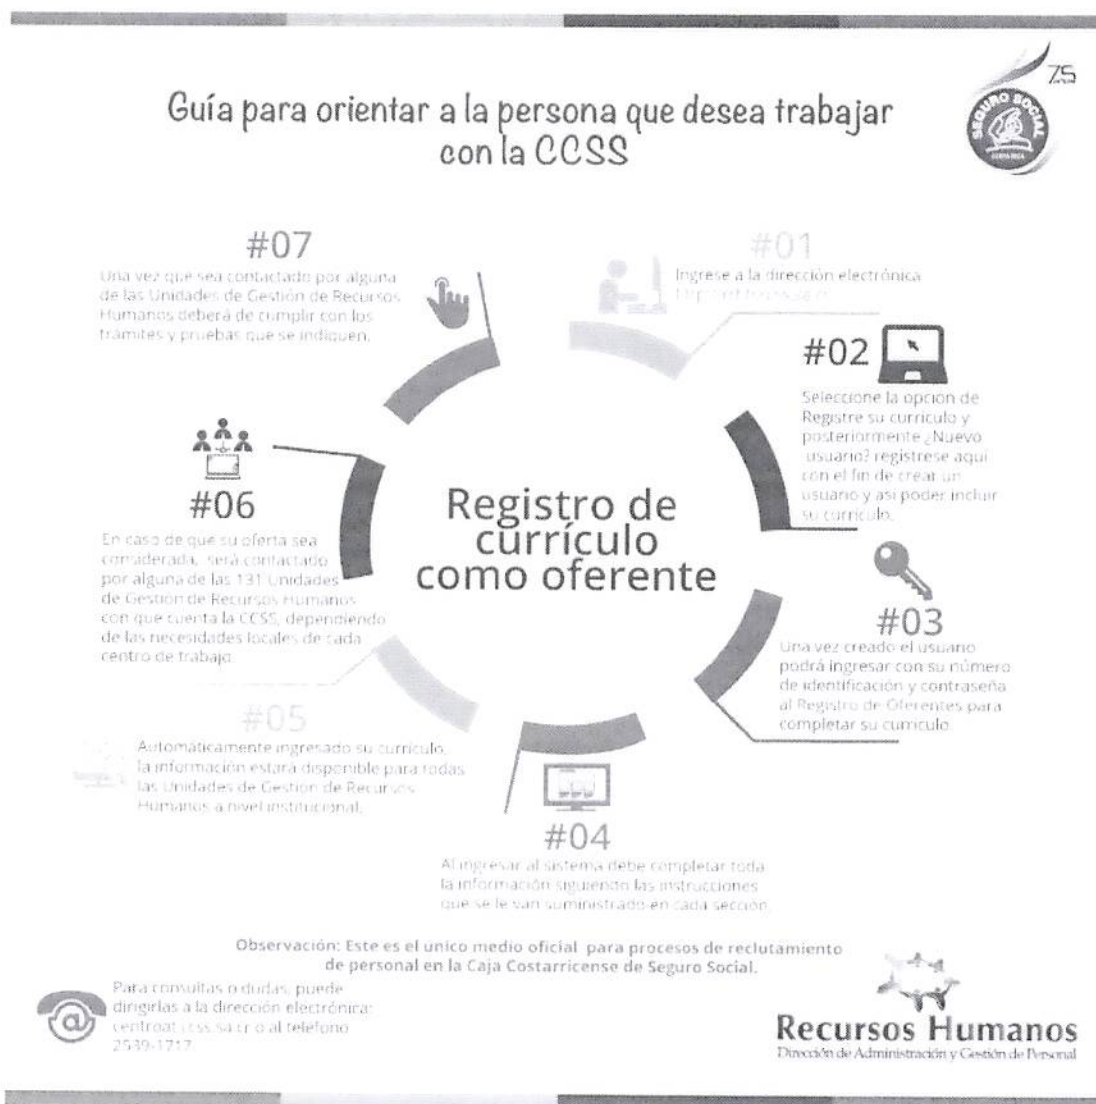 Guía para orientar a la persona que desea trabajar
con la CCSS
75
SEGURO SOCIAL
COSTA RICA
#01
Ingrese a la dirección electrónica
#02
Seleccione la opción de
Registre su currículo y
posteriormente ¿Nuevo
usuario? regístrese aquí
con el fin de crear un
usuario y así poder incluir
su currículo.
#03
Una vez creado el usuario
podrá ingresar con su número
de identificación y contraseña
al Registro de Oferentes para
completar su currículo.
#04
Al ingresar al sistema debe completar toda
la información siguiendo las instrucciones
que se le van suministrado en cada sección.
#05
Automáticamente ingresado su currículo,
la información estará disponible para todas
las Unidades de Gestión de Recursos
Humanos a nivel institucional.
#06
En caso de que su oferta sea
considerada, será contactado
por alguna de las 131 Unidades
de Gestión de Recursos Humanos
con que cuenta la CCSS, dependiendo
de las necesidades locales de cada
centro de trabajo.
#07
Una vez que sea contactado por alguna
de las Unidades de Gestión de Recursos
Humanos deberá de cumplir con los
trámites y pruebas que se indiquen.
Registro de
currículo
como oferente
Observación: Este es el unico medio oficial para procesos de reclutamiento
de personal en la Caja Costarricense de Seguro Social.
Para consultas o dudas, puede
dirigirlas a la dirección electrónica:
o al teléfono
2539-1717
Recursos Humanos
Dirección de Administración y Gestión de Personal